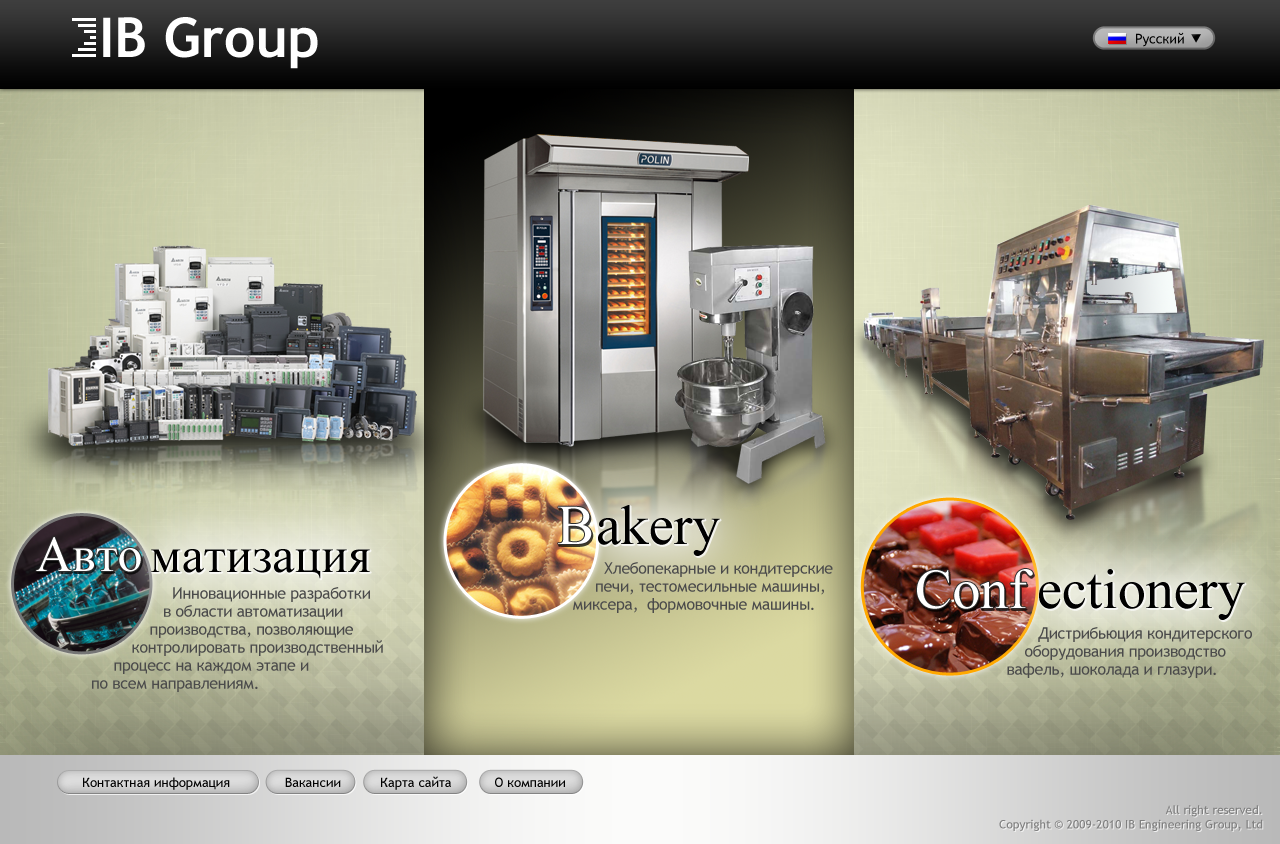 IB Group
Русский
POLIN
Автоматизация
Инновационные разработки
в области автоматизации
производства, позволяющие
контролировать производственный
процесс на каждом этапе и
по всем направлениям.
Bakery
Хлебопекарные и кондитерские
печи, тестомесильные машины,
миксера, формовочные машины.
Confectionery
Дистрибьюция кондитерского
оборудования производство
вафель, шоколада и глазури.
Контактная информация
Вакансии
Карта сайта
О компании
All right reserved.
Copyright © 2009-2010 IB Engineering Group, Ltd